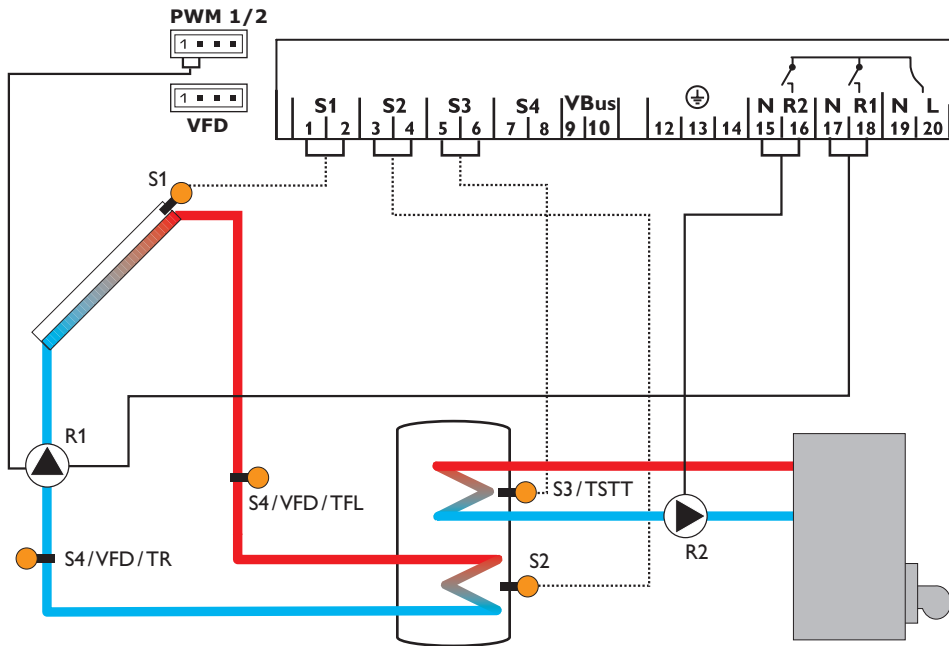 PWM 1/2
1
1
VFD
S1 S2 S3 S4 VBus N R2 N R1 N L
1 2 3 4 5 6 7 8 9 10 12 13 14 15 16 17 18 19 20
S1
R1
S4/VFD/TFL
S3/TSTT
R2
S4/VFD/TR
S2